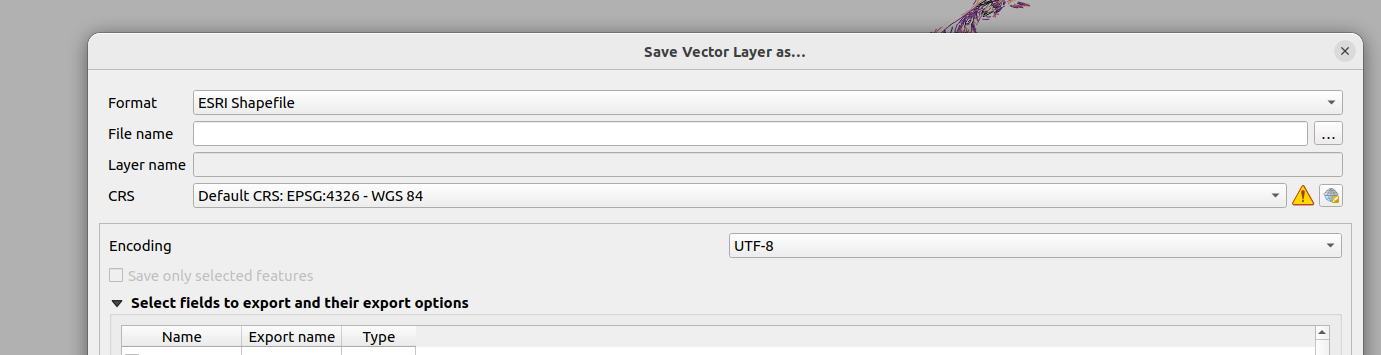 Save Vector Layer as…
Format ESRI Shapefile
File name …
Layer name
CRS Default CRS: EPSG:4326 - WGS 84
Encoding UTF-8
Save only selected features
Select fields to export and their export options
Name Export name Type